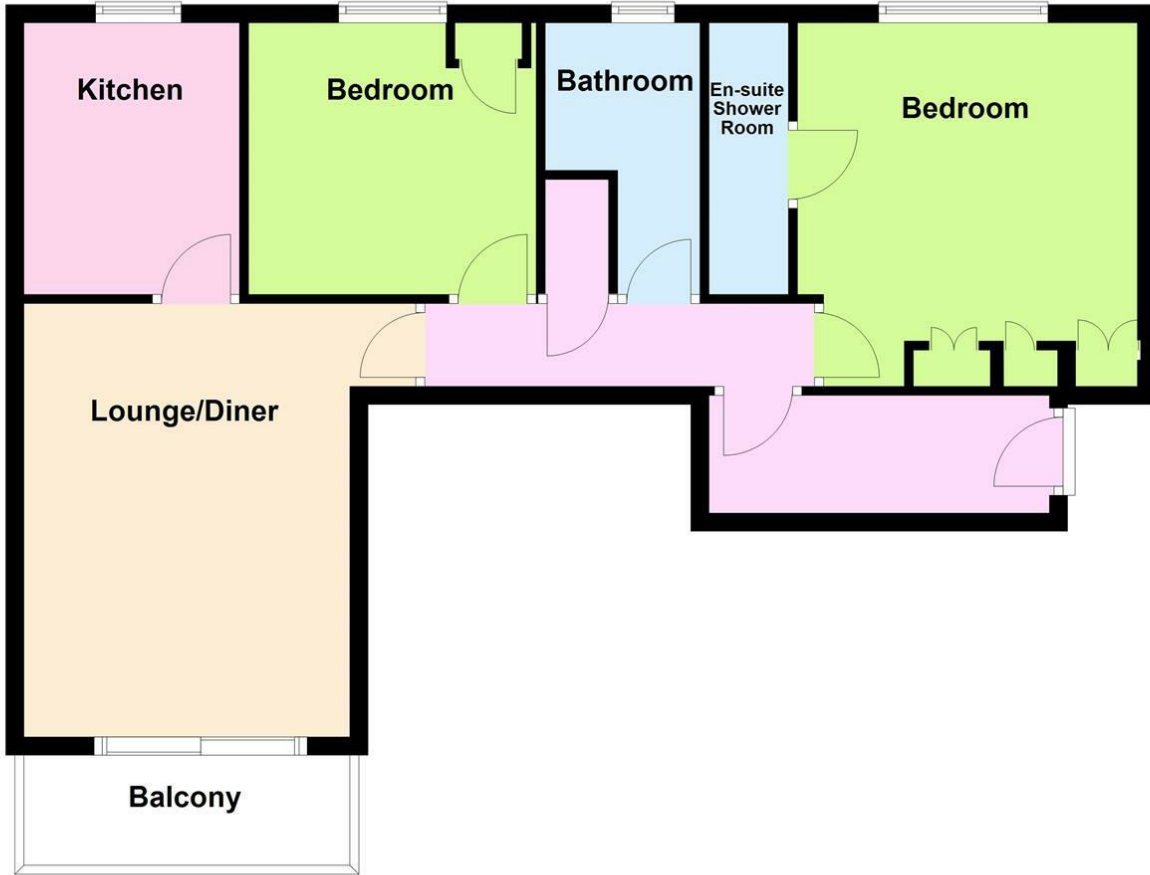 Kitchen
Bedroom
Bathroom
En-suite
Shower
Room
Bedroom
Lounge/Diner
Balcony